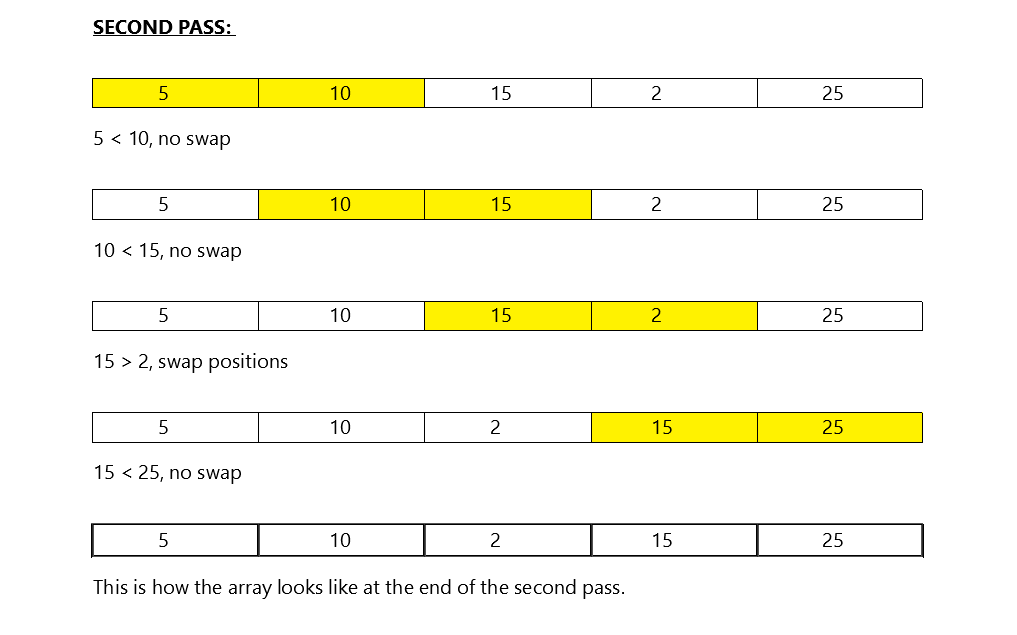 SECOND PASS:
5 10 15 2 25
5 < 10, no swap
5 10 15 2 25
10 < 15, no swap
5 10 15 2 25
15 > 2, swap positions
5 10 2 15 25
15 < 25, no swap
5 10 2 15 25
This is how the array looks like at the end of the second pass.